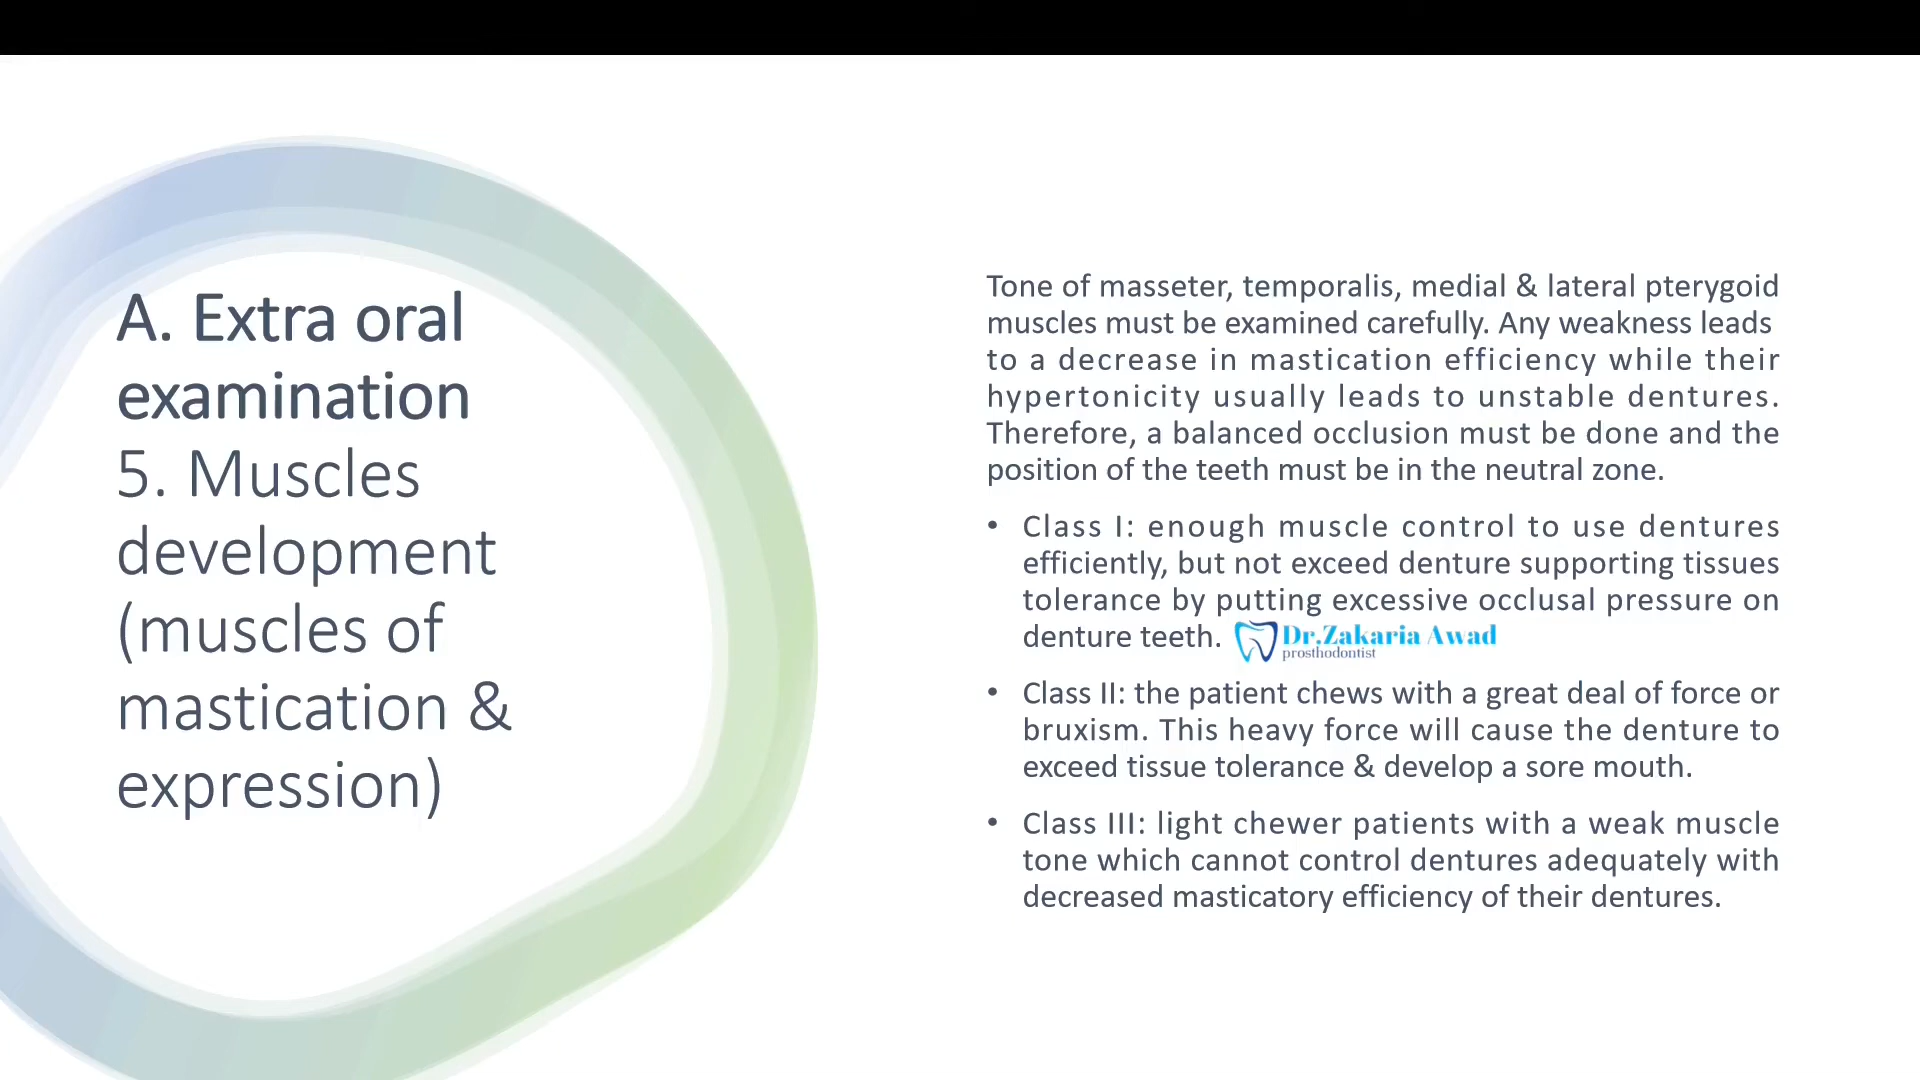 A. Extra oral
examination
5. Muscles
development
(muscles of
mastication &
expression)
Tone of masseter, temporalis, medial & lateral pterygoid
muscles must be examined carefully. Any weakness leads
to a decrease in mastication efficiency while their
hypertonicity usually leads to unstable dentures.
Therefore, a balanced occlusion must be done and the
position of the teeth must be in the neutral zone.
• Class I: enough muscle control to use dentures
efficiently, but not exceed denture supporting tissues
tolerance by putting excessive occlusal pressure on
denture teeth.
Dr.Zakaria Awad
prosthodontist
• Class II: the patient chews with a great deal of force or
bruxism. This heavy force will cause the denture to
exceed tissue tolerance & develop a sore mouth.
• Class III: light chewer patients with a weak muscle
tone which cannot control dentures adequately with
decreased masticatory efficiency of their dentures.